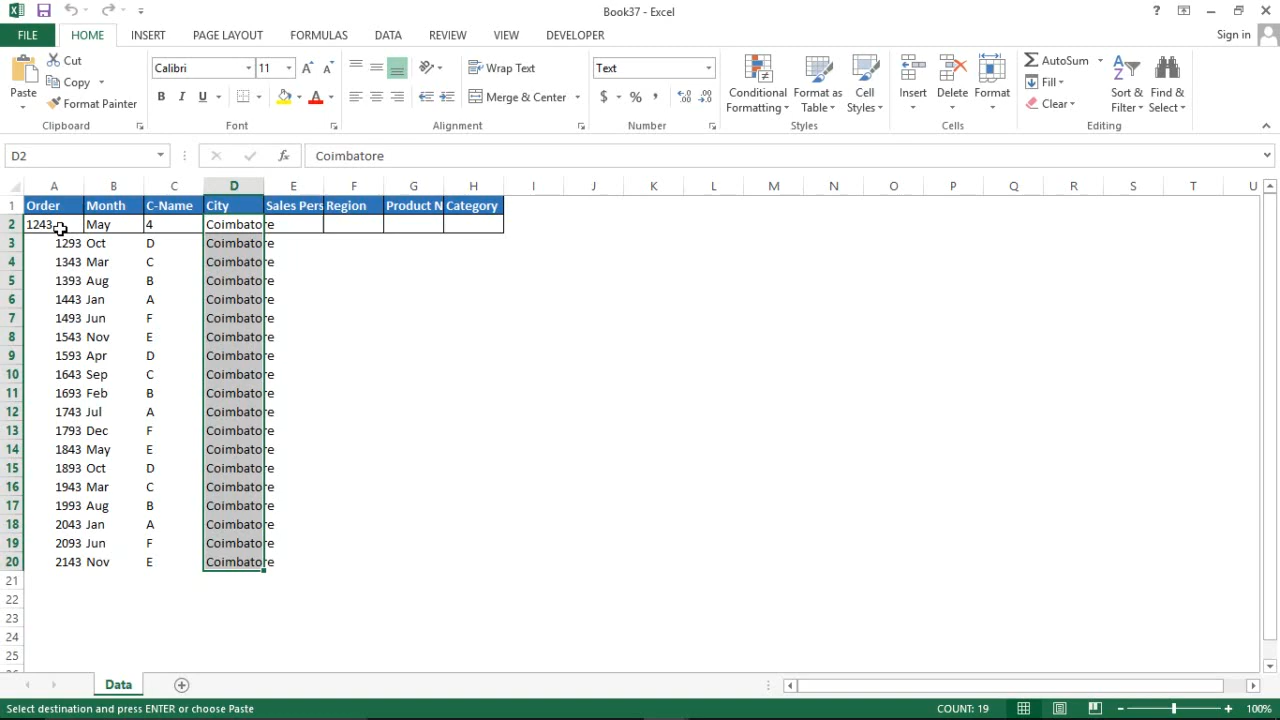 Book37 - Excel
?
FILE HOME INSERT PAGE LAYOUT FORMULAS DATA REVIEW VIEW DEVELOPER Sign in
Paste
Cut
Copy
Format Painter
Clipboard
Calibri 11
B I U
Font
Wrap Text
Merge & Center
Alignment
Text
$ % ,
Number
Conditional Formatting
Format as Table
Cell Styles
Styles
Insert Delete Format
Cells
AutoSum
Fill
Clear
Sort & Filter
Find & Select
Editing
D2 fx Coimbatore
A B C D E F G H I J K L M N O P Q R S T U
1 Order Month C-Name City Sales Pers Region Product N Category
2 1243 May 4 Coimbatore
3 1293 Oct D Coimbatore
4 1343 Mar C Coimbatore
5 1393 Aug B Coimbatore
6 1443 Jan A Coimbatore
7 1493 Jun F Coimbatore
8 1543 Nov E Coimbatore
9 1593 Apr D Coimbatore
10 1643 Sep C Coimbatore
11 1693 Feb B Coimbatore
12 1743 Jul A Coimbatore
13 1793 Dec F Coimbatore
14 1843 May E Coimbatore
15 1893 Oct D Coimbatore
16 1943 Mar C Coimbatore
17 1993 Aug B Coimbatore
18 2043 Jan A Coimbatore
19 2093 Jun F Coimbatore
20 2143 Nov E Coimbatore
21
22
23
24
25
Data
Select destination and press ENTER or choose Paste COUNT: 19 100%